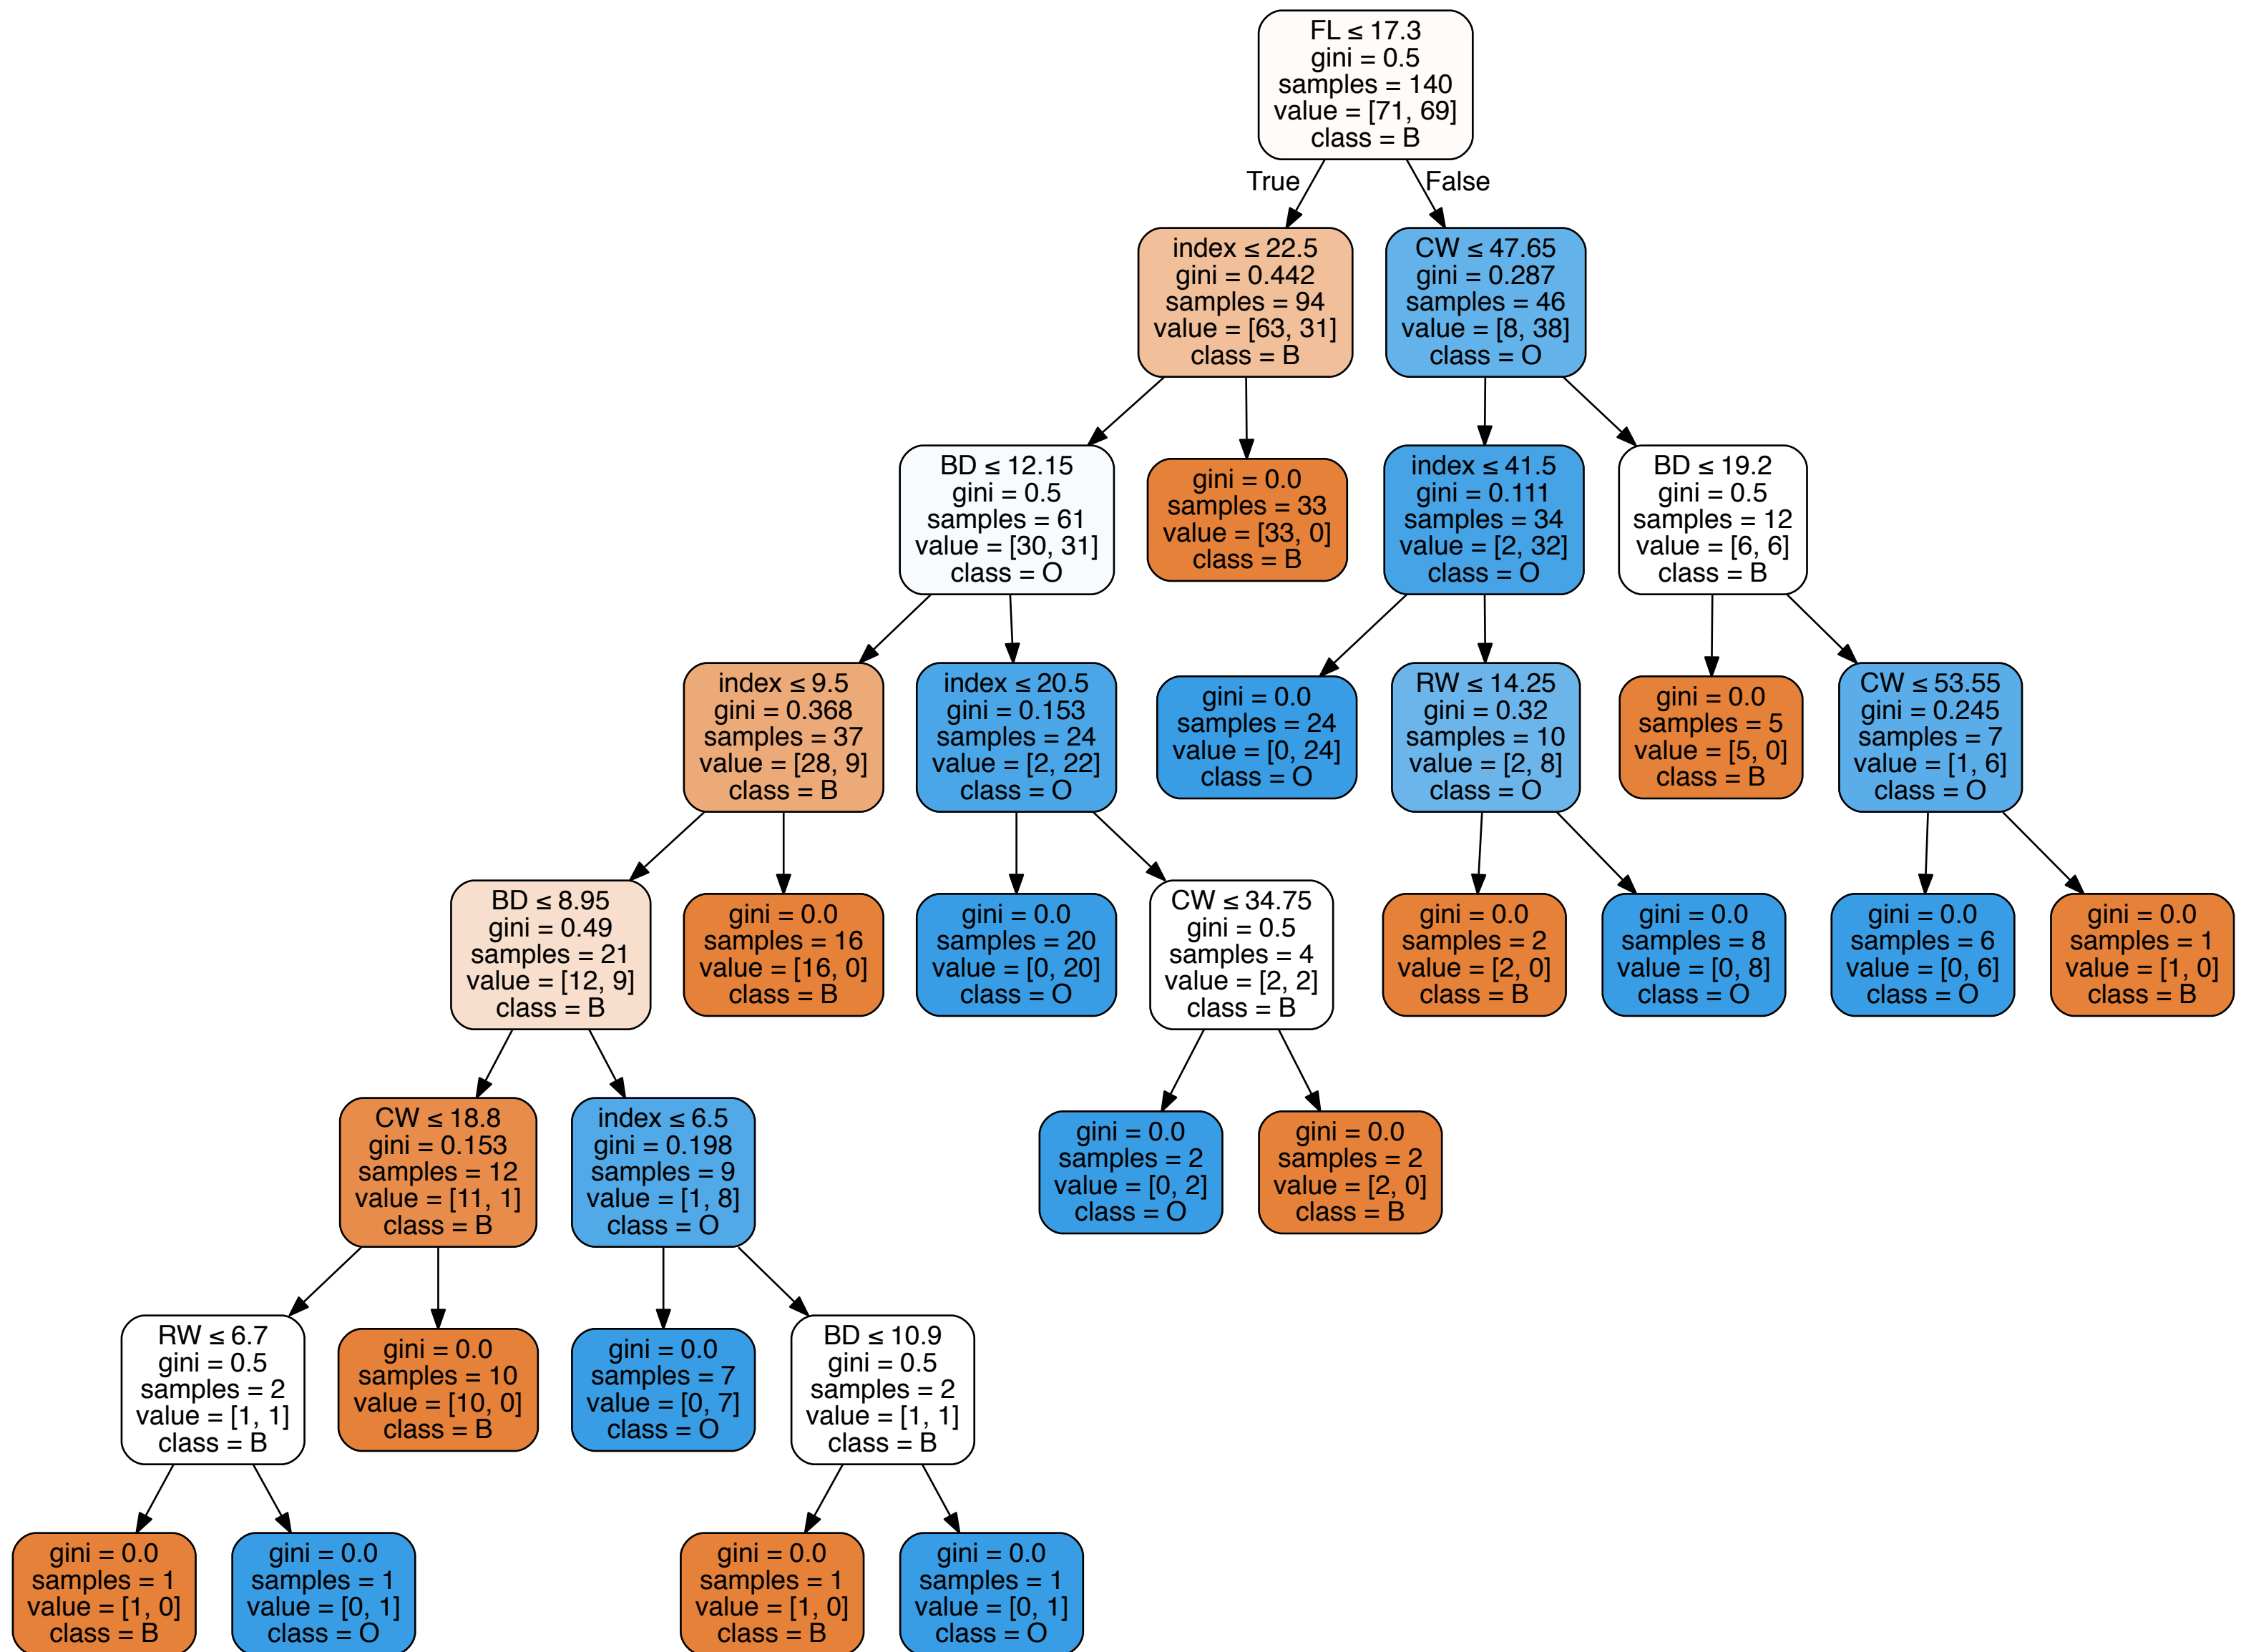 FL ≤ 17.3
gini = 0.5
samples = 140
value = [71, 69]
class = B
True
False
index ≤ 22.5
gini = 0.442
samples = 94
value = [63, 31]
class = B
CW ≤ 47.65
gini = 0.287
samples = 46
value = [8, 38]
class = O
BD ≤ 12.15
gini = 0.5
samples = 61
value = [30, 31]
class = O
gini = 0.0
samples = 33
value = [33, 0]
class = B
index ≤ 41.5
gini = 0.111
samples = 34
value = [2, 32]
class = O
BD ≤ 19.2
gini = 0.5
samples = 12
value = [6, 6]
class = B
index ≤ 9.5
gini = 0.368
samples = 37
value = [28, 9]
class = B
index ≤ 20.5
gini = 0.153
samples = 24
value = [2, 22]
class = O
gini = 0.0
samples = 24
value = [0, 24]
class = O
RW ≤ 14.25
gini = 0.32
samples = 10
value = [2, 8]
class = O
gini = 0.0
samples = 5
value = [5, 0]
class = B
CW ≤ 53.55
gini = 0.245
samples = 7
value = [1, 6]
class = O
BD ≤ 8.95
gini = 0.49
samples = 21
value = [12, 9]
class = B
gini = 0.0
samples = 16
value = [16, 0]
class = B
gini = 0.0
samples = 20
value = [0, 20]
class = O
CW ≤ 34.75
gini = 0.5
samples = 4
value = [2, 2]
class = B
gini = 0.0
samples = 2
value = [2, 0]
class = B
gini = 0.0
samples = 8
value = [0, 8]
class = O
gini = 0.0
samples = 6
value = [0, 6]
class = O
gini = 0.0
samples = 1
value = [1, 0]
class = B
CW ≤ 18.8
gini = 0.153
samples = 12
value = [11, 1]
class = B
index ≤ 6.5
gini = 0.198
samples = 9
value = [1, 8]
class = O
gini = 0.0
samples = 2
value = [0, 2]
class = O
gini = 0.0
samples = 2
value = [2, 0]
class = B
RW ≤ 6.7
gini = 0.5
samples = 2
value = [1, 1]
class = B
gini = 0.0
samples = 10
value = [10, 0]
class = B
gini = 0.0
samples = 7
value = [0, 7]
class = O
BD ≤ 10.9
gini = 0.5
samples = 2
value = [1, 1]
class = B
gini = 0.0
samples = 1
value = [1, 0]
class = B
gini = 0.0
samples = 1
value = [0, 1]
class = O
gini = 0.0
samples = 1
value = [1, 0]
class = B
gini = 0.0
samples = 1
value = [0, 1]
class = O